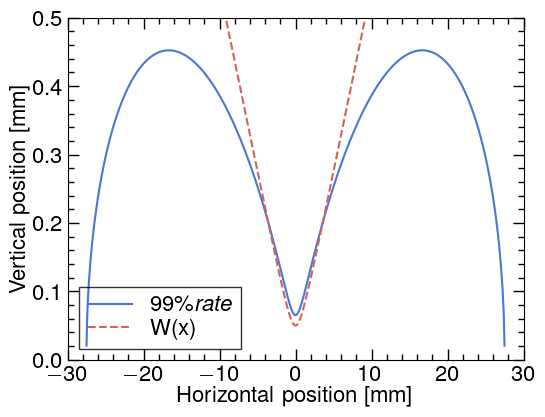 0.5
0.4
0.3
0.2
0.1
0.0
Vertical position [mm]
99%rate
W(x)
−30 −20 −10 0 10 20 30
Horizontal position [mm]